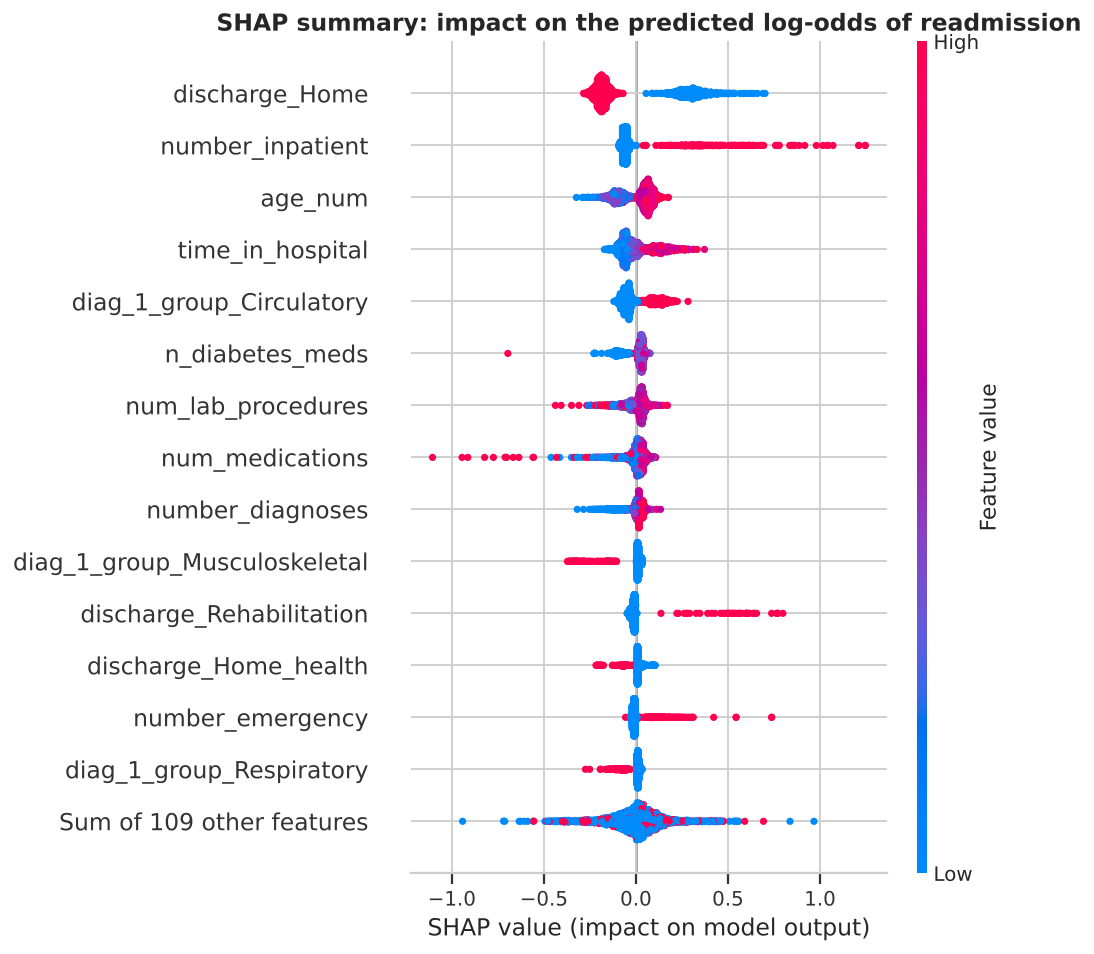 SHAP summary: impact on the predicted log-odds of readmission
High
discharge_Home
number_inpatient
age_num
time_in_hospital
diag_1_group_Circulatory
n_diabetes_meds
num_lab_procedures
num_medications
number_diagnoses
diag_1_group_Musculoskeletal
discharge_Rehabilitation
discharge_Home_health
number_emergency
diag_1_group_Respiratory
Sum of 109 other features
Feature value
Low
−1.0 −0.5 0.0 0.5 1.0
SHAP value (impact on model output)